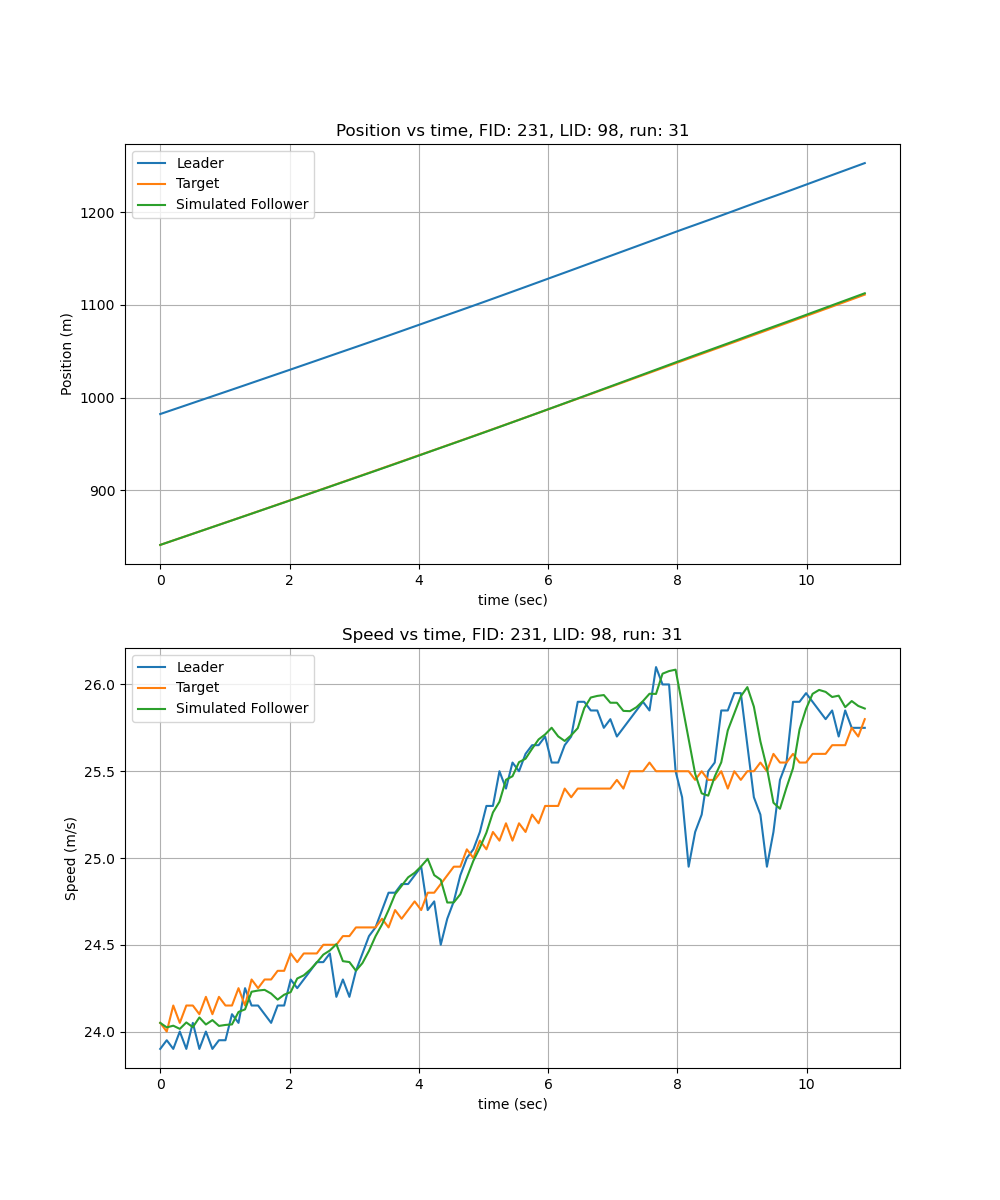 Position vs time, FID: 231, LID: 98, run: 31
Leader
Target
Simulated Follower
1200
1100
1000
900
Position (m)
0 2 4 6 8 10
time (sec)
Speed vs time, FID: 231, LID: 98, run: 31
Leader
Target
Simulated Follower
26.0
25.5
25.0
24.5
24.0
Speed (m/s)
0 2 4 6 8 10
time (sec)